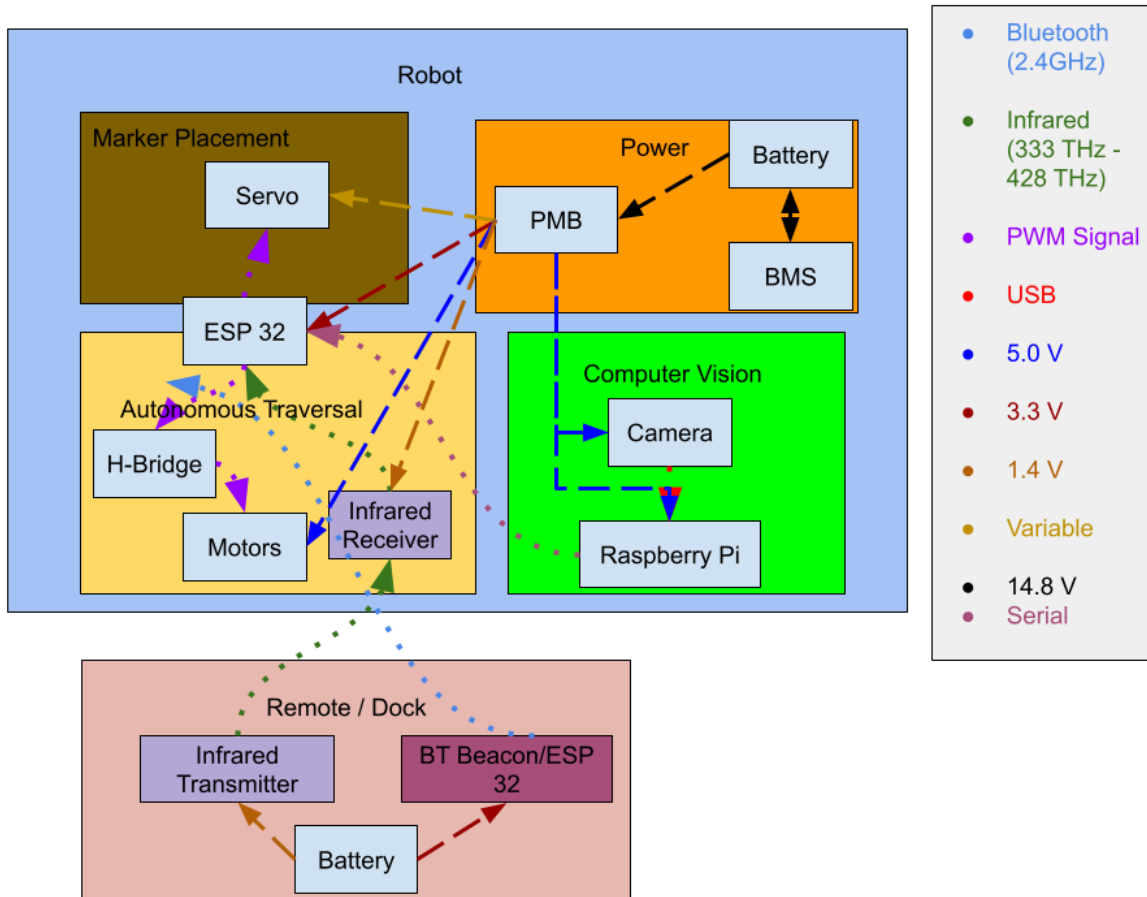 Robot
Marker Placement
Servo
Power
Battery
PMB
BMS
ESP 32
Autonomous Traversal
H-Bridge
Motors
Infrared
Receiver
Computer Vision
Camera
Raspberry Pi
Remote / Dock
Infrared
Transmitter
BT Beacon/ESP
32
Battery
Bluetooth
(2.4GHz)
Infrared
(333 THz -
428 THz)
PWM Signal
USB
5.0 V
3.3 V
1.4 V
Variable
14.8 V
Serial